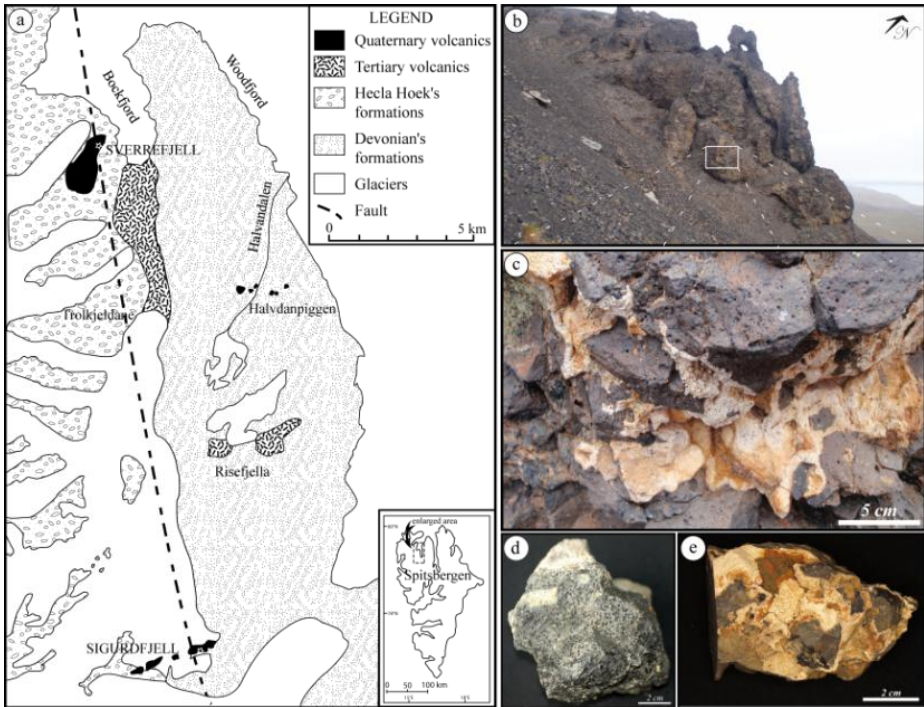 a
LEGEND
Quaternary volcanics
Tertiary volcanics
Hecla Hoek's
formations
Devonian's
formations
Glaciers
Fault
0 5 km
Bockfjord
Woodfjord
SVERREFJELL
Halvandalen
Halvdanpiggen
Trolkjeldane
Risefjella
SIGURDFJELL
enlarged area
Spitsbergen
0 50 100 km
b
N
c
5 cm
d
2 cm
e
2 cm